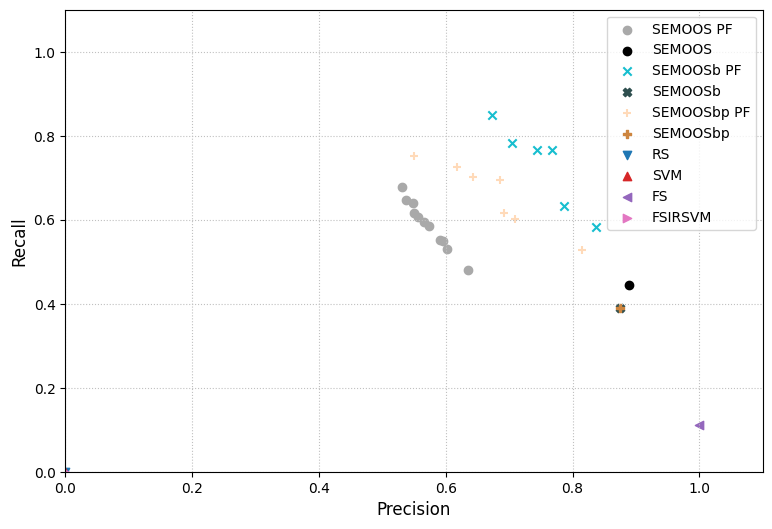 SEMOOS PF
SEMOOS
SEMOOSb PF
SEMOOSb
SEMOOSbp PF
SEMOOSbp
RS
SVM
FS
FSIRSVM
1.0
0.8
0.6
0.4
0.2
0.0
Recall
0.0 0.2 0.4 0.6 0.8 1.0
Precision